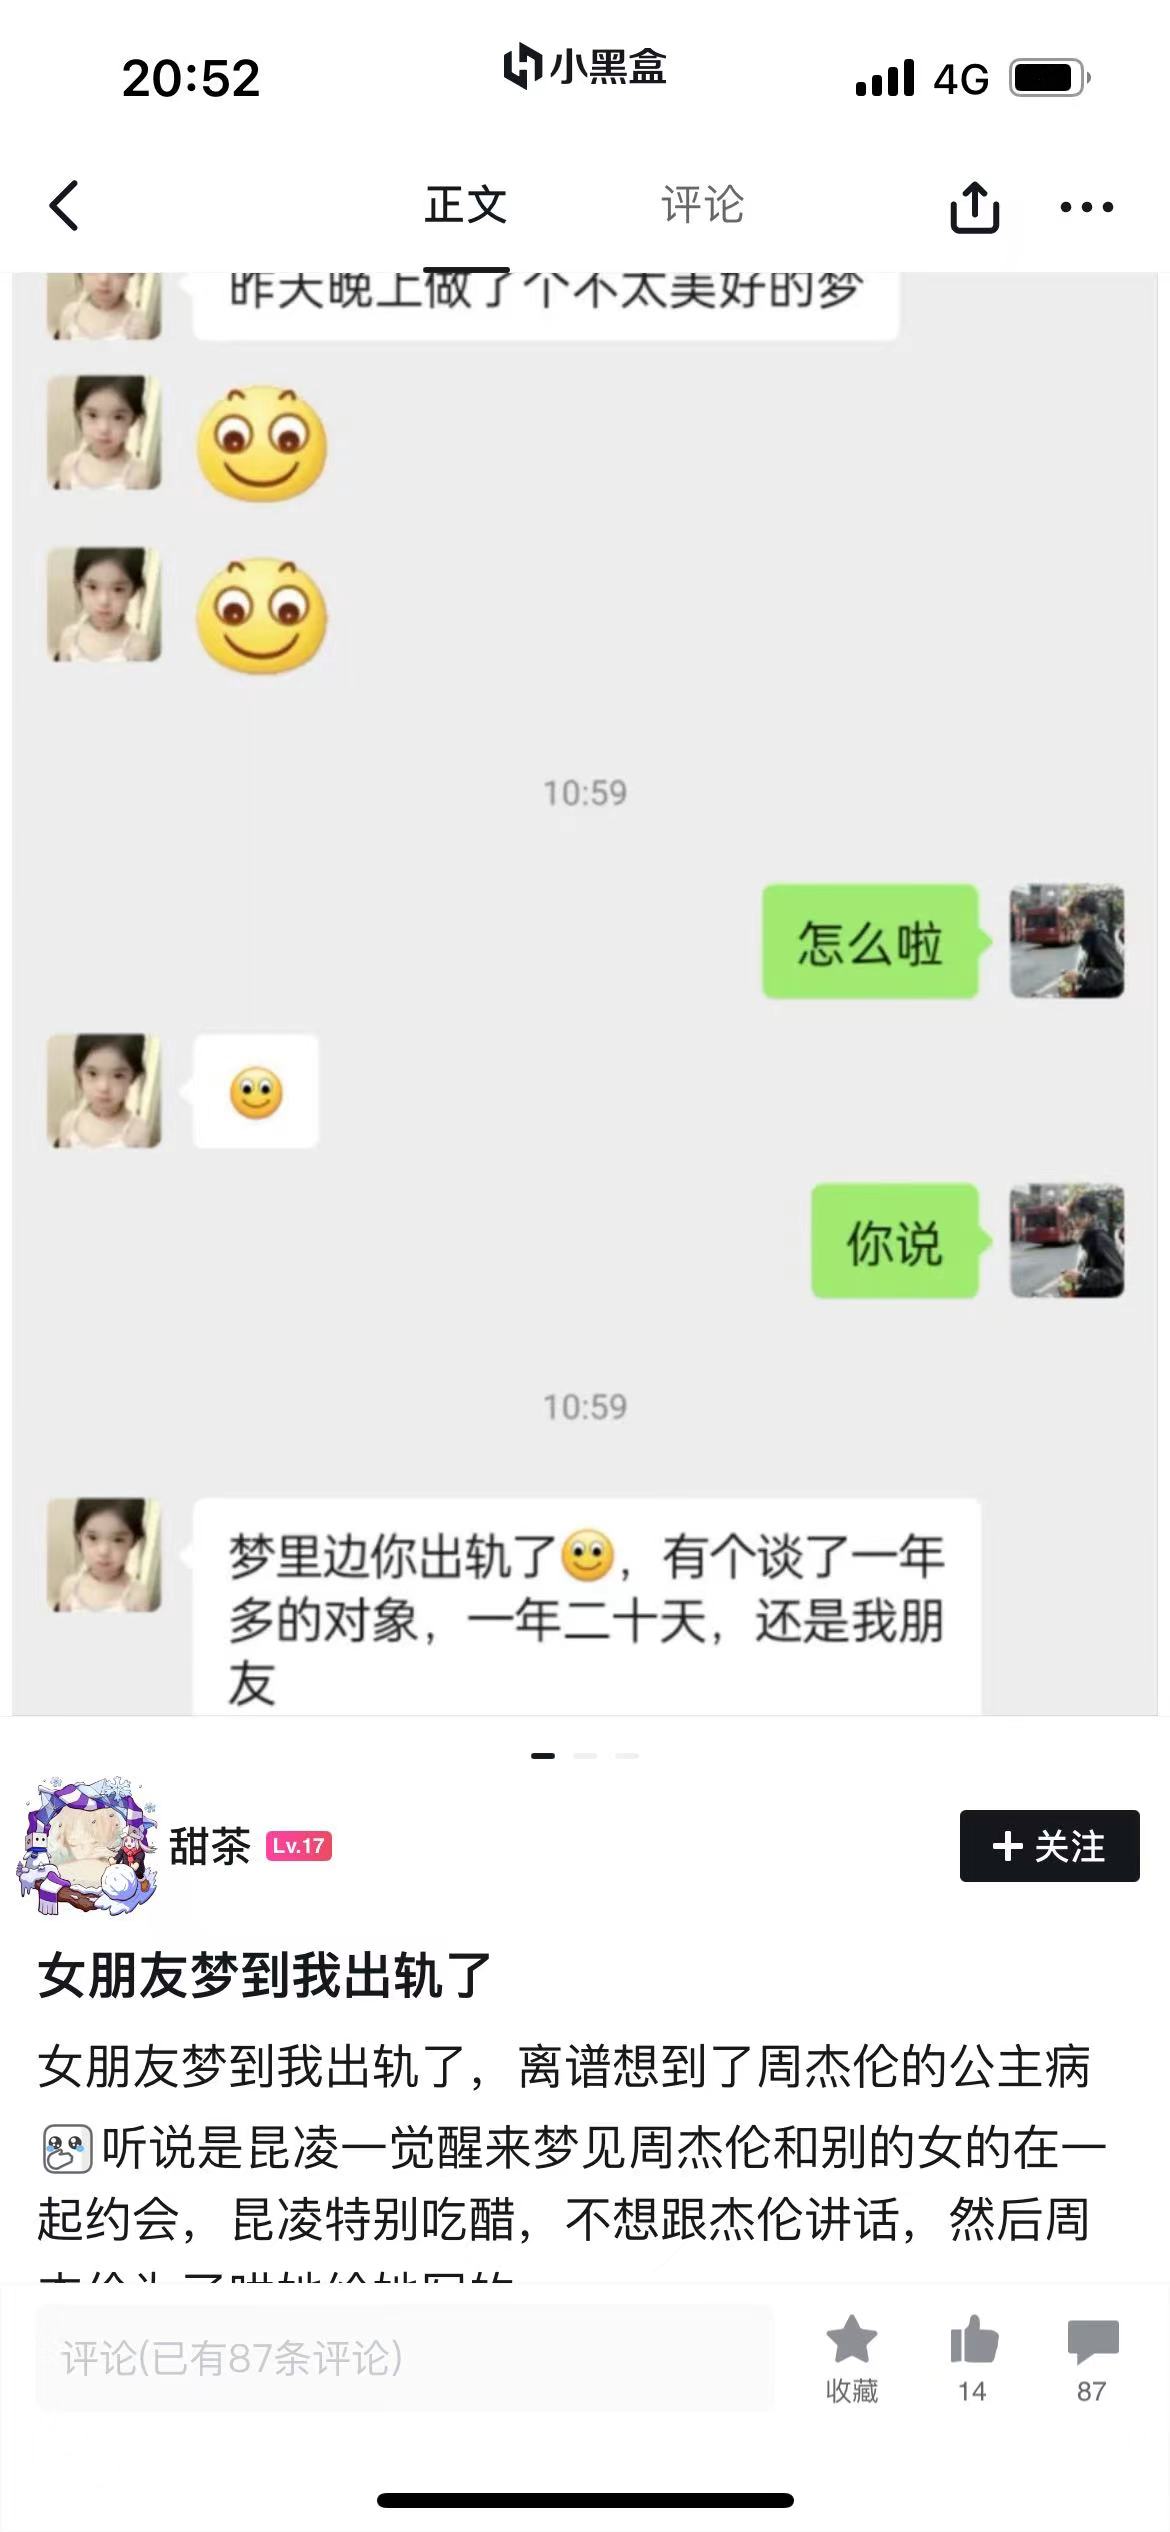 20:52
小黑盒
4G
正文
评论
昨天晚上做了个不太美好的梦
10:59
怎么啦
你说
10:59
梦里边你出轨了，有个谈了一年
多的对象，一年二十天，还是我朋
友
甜茶
Lv.17
+关注
女朋友梦到我出轨了
女朋友梦到我出轨了，离谱想到了周杰伦的公主病
听说是昆凌一觉醒来梦见周杰伦和别的女的在一
起约会，昆凌特别吃醋，不想跟杰伦讲话，然后周
评论(已有87条评论)
收藏
14
87